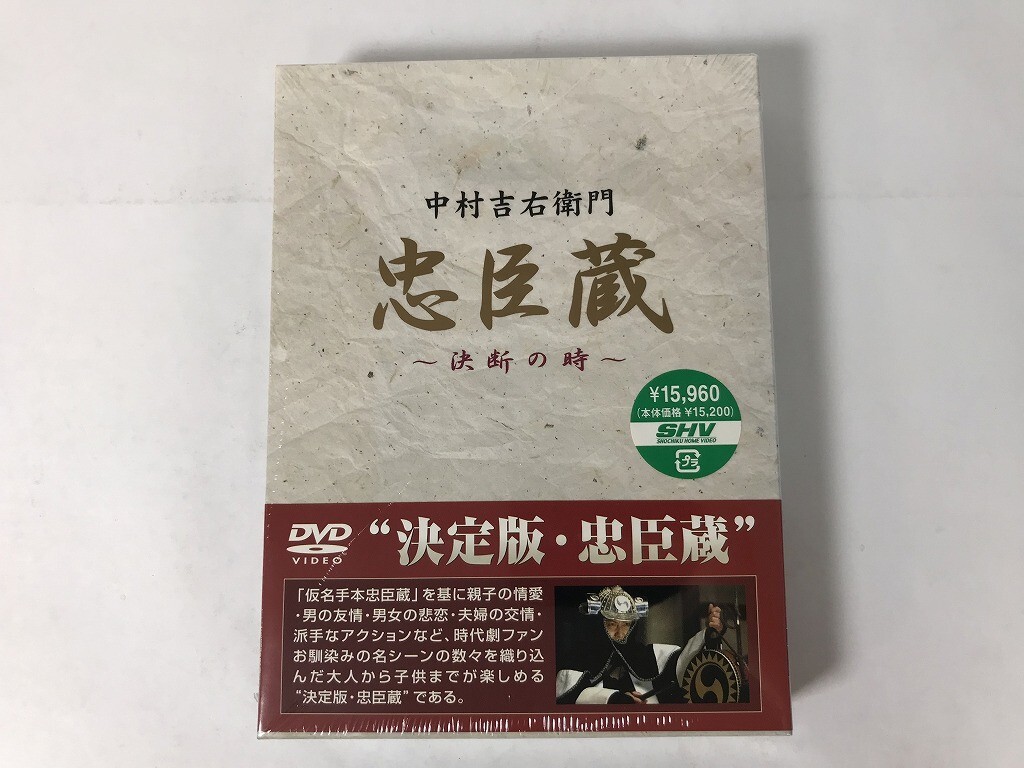 中村吉右衛門
忠臣蔵
～決断の時～
¥15,960
(本体価格 ¥15,200)
SHV
SHOCHIKU HOME VIDEO
プラ
DVD
VIDEO
“決定版・忠臣蔵”
「仮名手本忠臣蔵」を基に親子の情愛
・男の友情・男女の悲恋・夫婦の交情・
派手なアクションなど、時代劇ファン
お馴染みの名シーンの数々を織り込
んだ大人から子供までが楽しめる
“決定版・忠臣蔵”である。